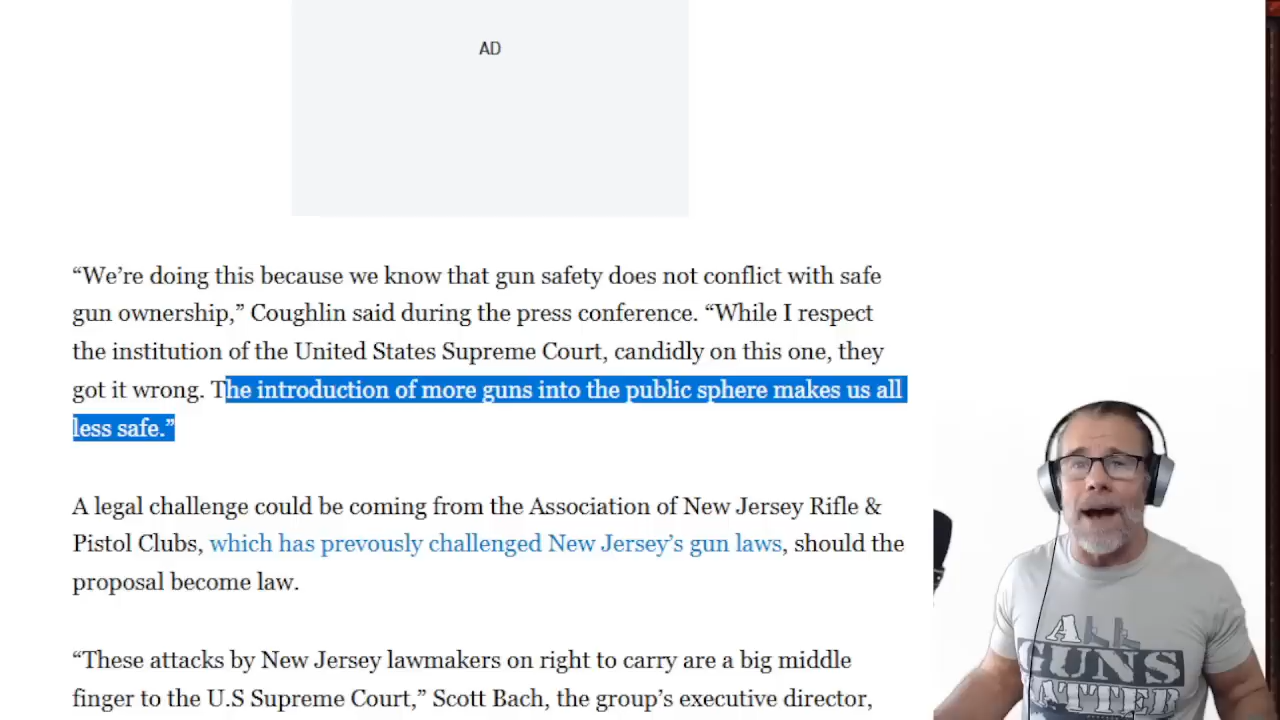 AD
“We’re doing this because we know that gun safety does not conflict with safe
gun ownership,” Coughlin said during the press conference. “While I respect
the institution of the United States Supreme Court, candidly on this one, they
got it wrong. The introduction of more guns into the public sphere makes us all
less safe.”
A legal challenge could be coming from the Association of New Jersey Rifle &
Pistol Clubs, which has prevously challenged New Jersey’s gun laws, should the
proposal become law.
“These attacks by New Jersey lawmakers on right to carry are a big middle
finger to the U.S Supreme Court,” Scott Bach, the group’s executive director,
ALL
GUNS
MATTER